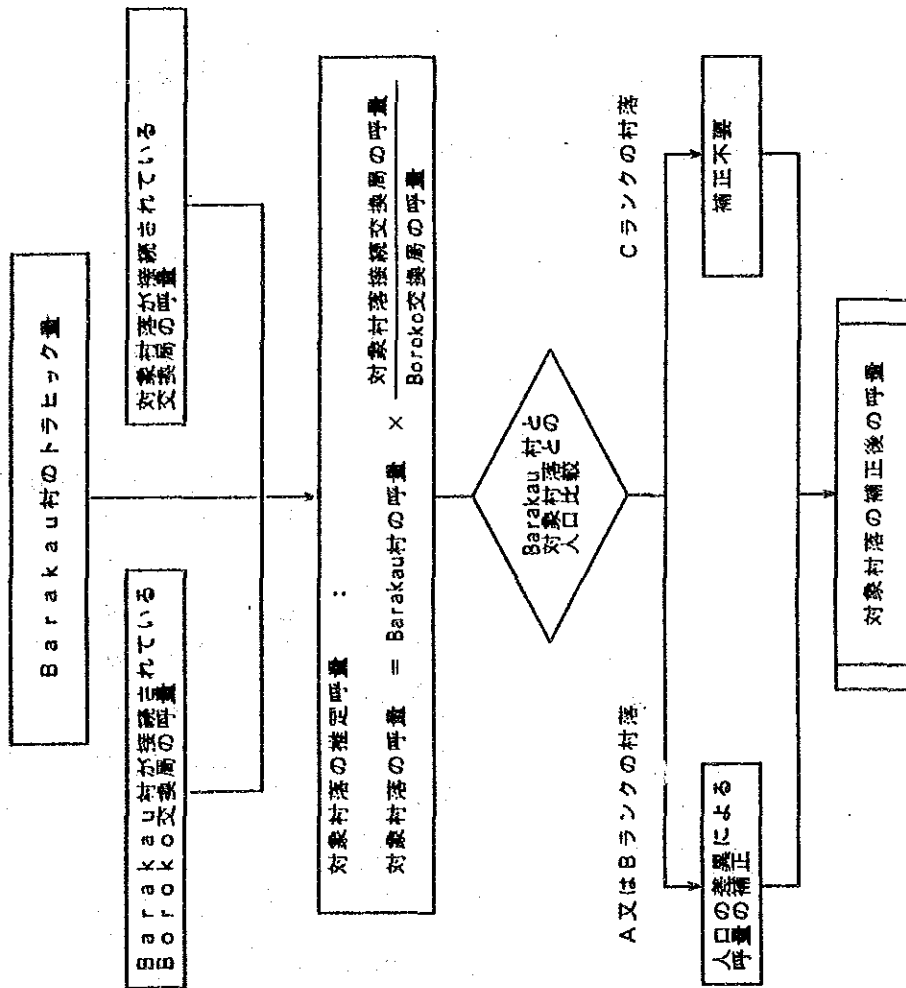 Barakau村のトラヒック量
Barakau村が接続されている
Boroko交換局の呼量
対象村落が接続されている
交換局の呼量
対象村落の推定呼量 :
対象村落の呼量 = Barakau村の呼量 × 対象村落接続交換局の呼量
Boroko交換局の呼量
Barakau村と
対象村落との
人口比較
A又はBランクの村落
Cランクの村落
人口の差異による
呼量の補正
補正不要
対象村落の補正後の呼量